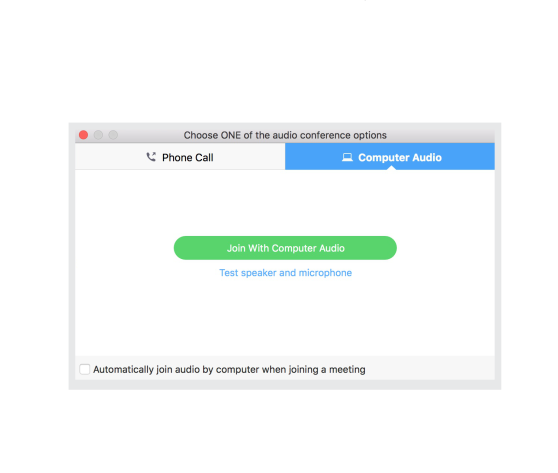 Choose ONE of the audio conference options
Phone Call
Computer Audio
Join With Computer Audio
Test speaker and microphone
Automatically join audio by computer when joining a meeting